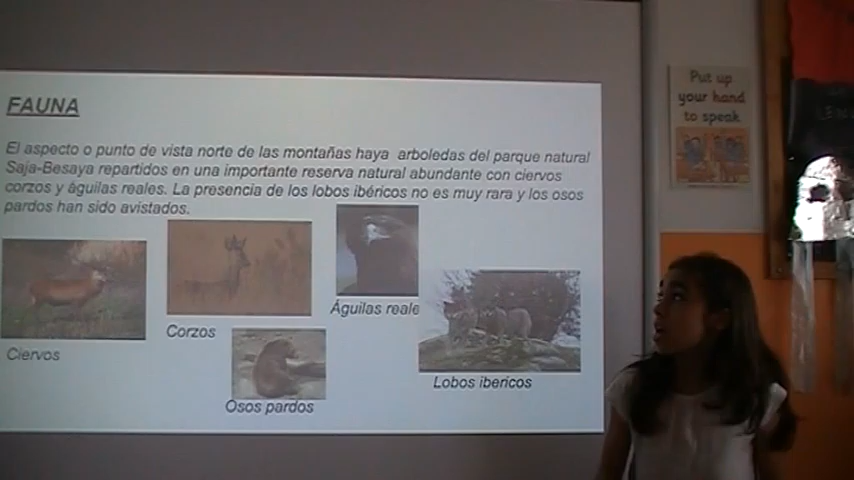 FAUNA
El aspecto o punto de vista norte de las montañas haya arboledas del parque natural
Saja-Besaya repartidos en una importante reserva natural abundante con ciervos
corzos y águilas reales. La presencia de los lobos ibéricos no es muy rara y los osos
pardos han sido avistados.
Ciervos
Corzos
Osos pardos
Águilas reale
Lobos ibericos
Put up
your hand
to speak